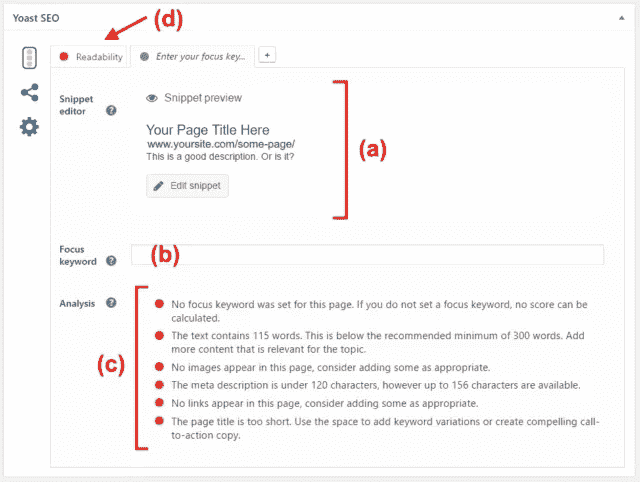 Yoast SEO
(d)
Readability
Enter your focus key...
+
Snippet
editor
?
Snippet preview
Your Page Title Here
www.yoursite.com/some-page/
This is a good description. Or is it?
Edit snippet
(a)
Focus
keyword
?
(b)
Analysis
?
(c)
No focus keyword was set for this page. If you do not set a focus keyword, no score can be
calculated.
The text contains 115 words. This is below the recommended minimum of 300 words. Add
more content that is relevant for the topic.
No images appear in this page, consider adding some as appropriate.
The meta description is under 120 characters, however up to 156 characters are available.
No links appear in this page, consider adding some as appropriate.
The page title is too short. Use the space to add keyword variations or create compelling call-
to-action copy.